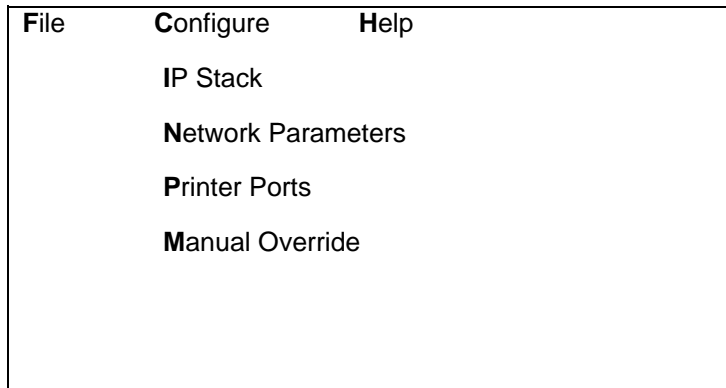 File Configure Help
IP Stack
Network Parameters
Printer Ports
Manual Override